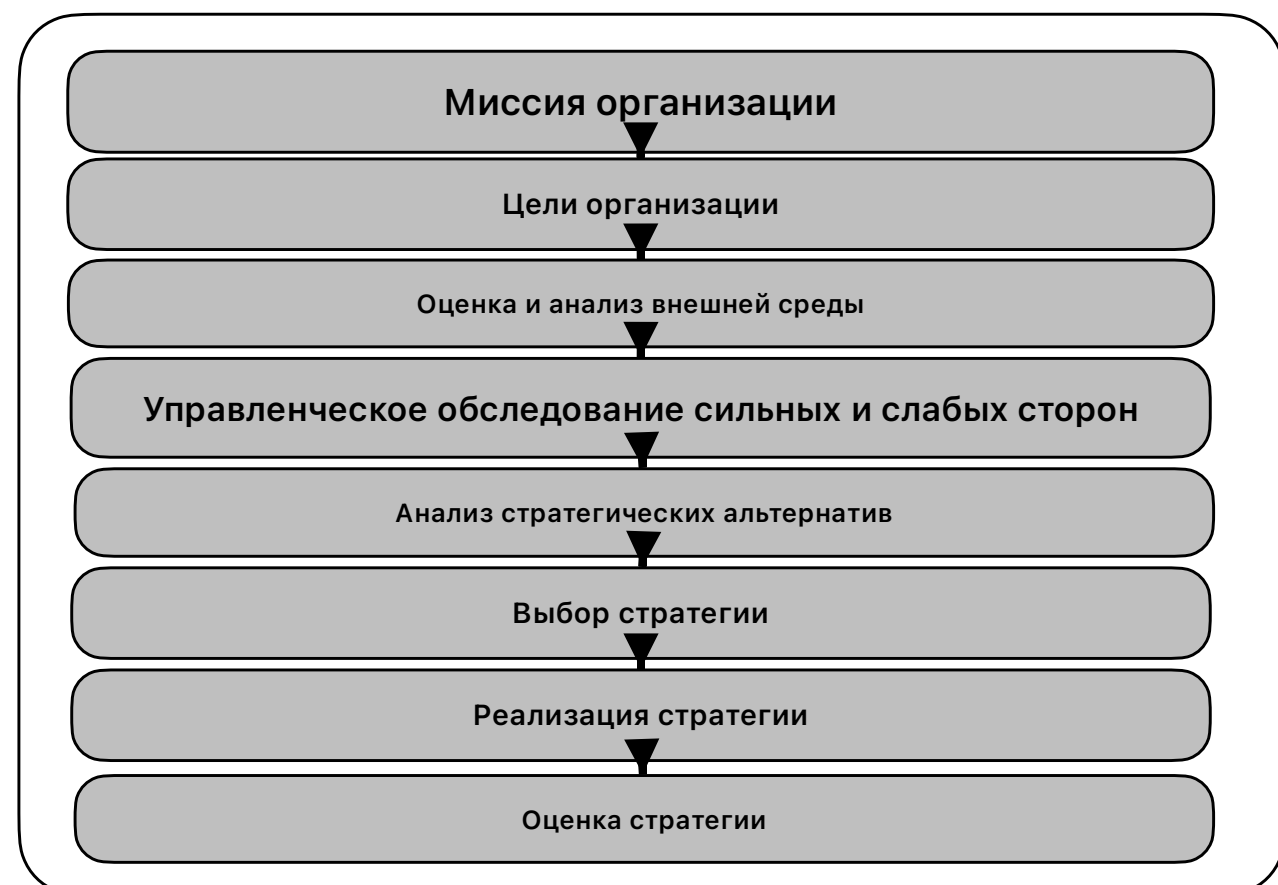 Миссия организации
Цели организации
Оценка и анализ внешней среды
Управленческое обследование сильных и слабых сторон
Анализ стратегических альтернатив
Выбор стратегии
Реализация стратегии
Оценка стратегии